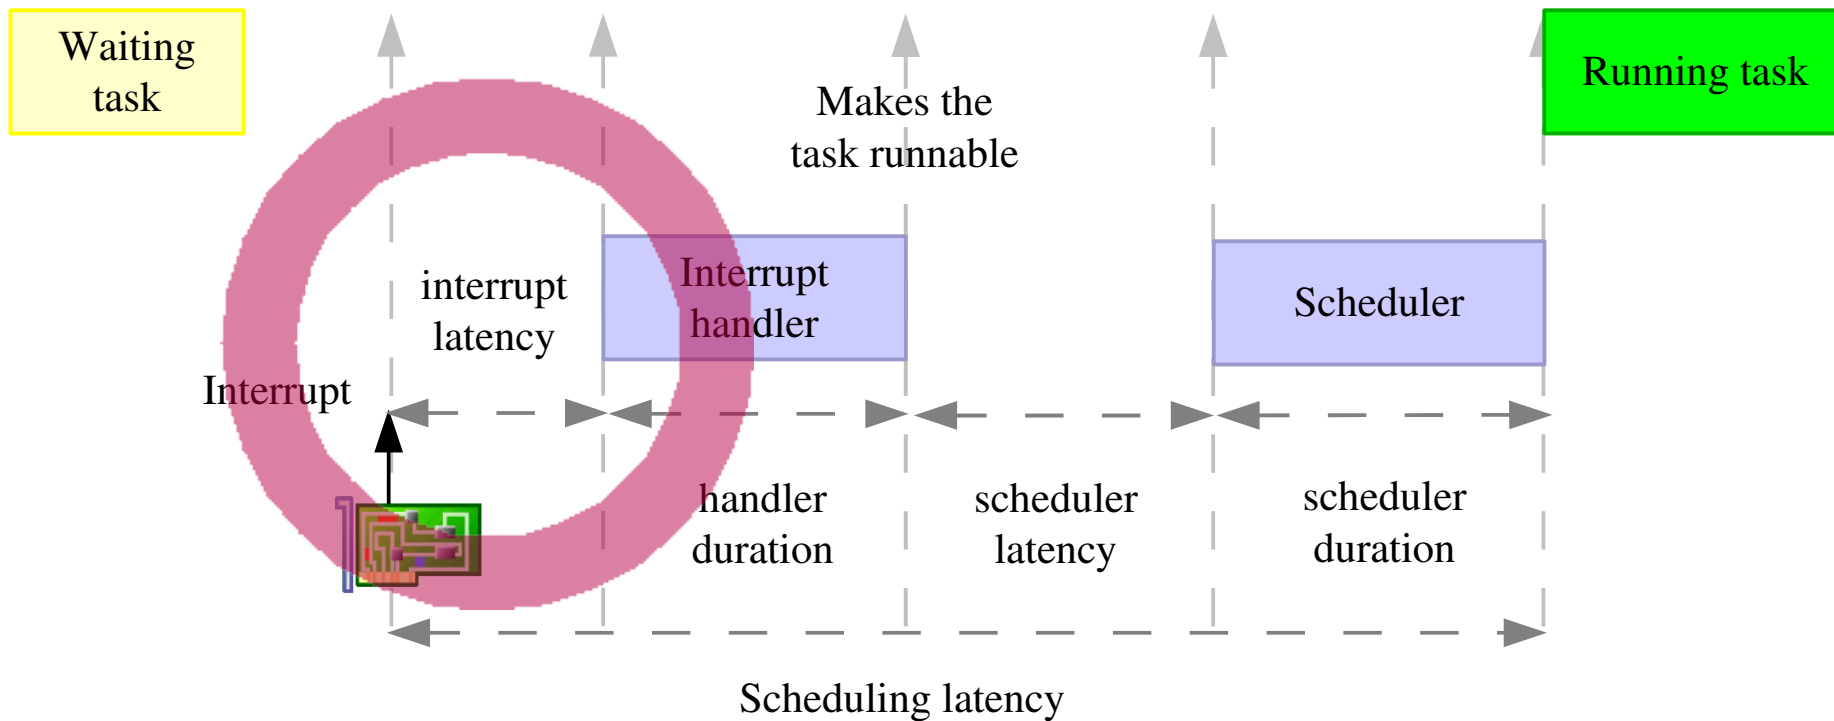 Waiting
task
Running task
Makes the
task runnable
interrupt
latency
Interrupt
handler
Scheduler
Interrupt
handler
duration
scheduler
latency
scheduler
duration
Scheduling latency